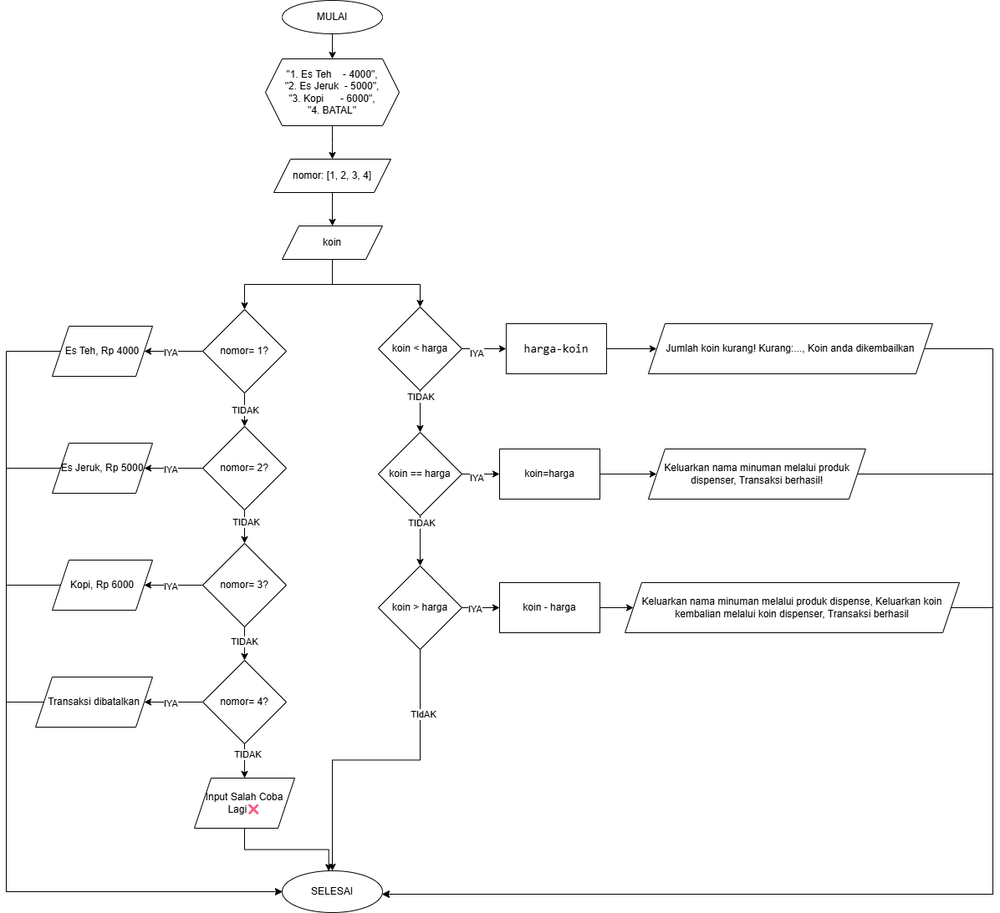 MULAI
"1. Es Teh - 4000",
"2. Es Jeruk - 5000",
"3. Kopi - 6000",
"4. BATAL"
nomor: [1, 2, 3, 4]
koin
Es Teh, Rp 4000
IYA
nomor= 1?
TIDAK
koin < harga
IYA
harga-koin
Jumlah koin kurang! Kurang:..., Koin anda dikembailkan
TIDAK
Es Jeruk, Rp 5000
IYA
nomor= 2?
TIDAK
koin == harga
IYA
koin=harga
Keluarkan nama minuman melalui produk
dispenser, Transaksi berhasil!
TIDAK
Kopi, Rp 6000
IYA
nomor= 3?
TIDAK
koin > harga
IYA
koin - harga
Keluarkan nama minuman melalui produk dispense, Keluarkan koin
kembalian melalui koin dispenser, Transaksi berhasil
TIdAK
Transaksi dibatalkan
IYA
nomor= 4?
TIDAK
Input Salah Coba
Lagi❌
SELESAI